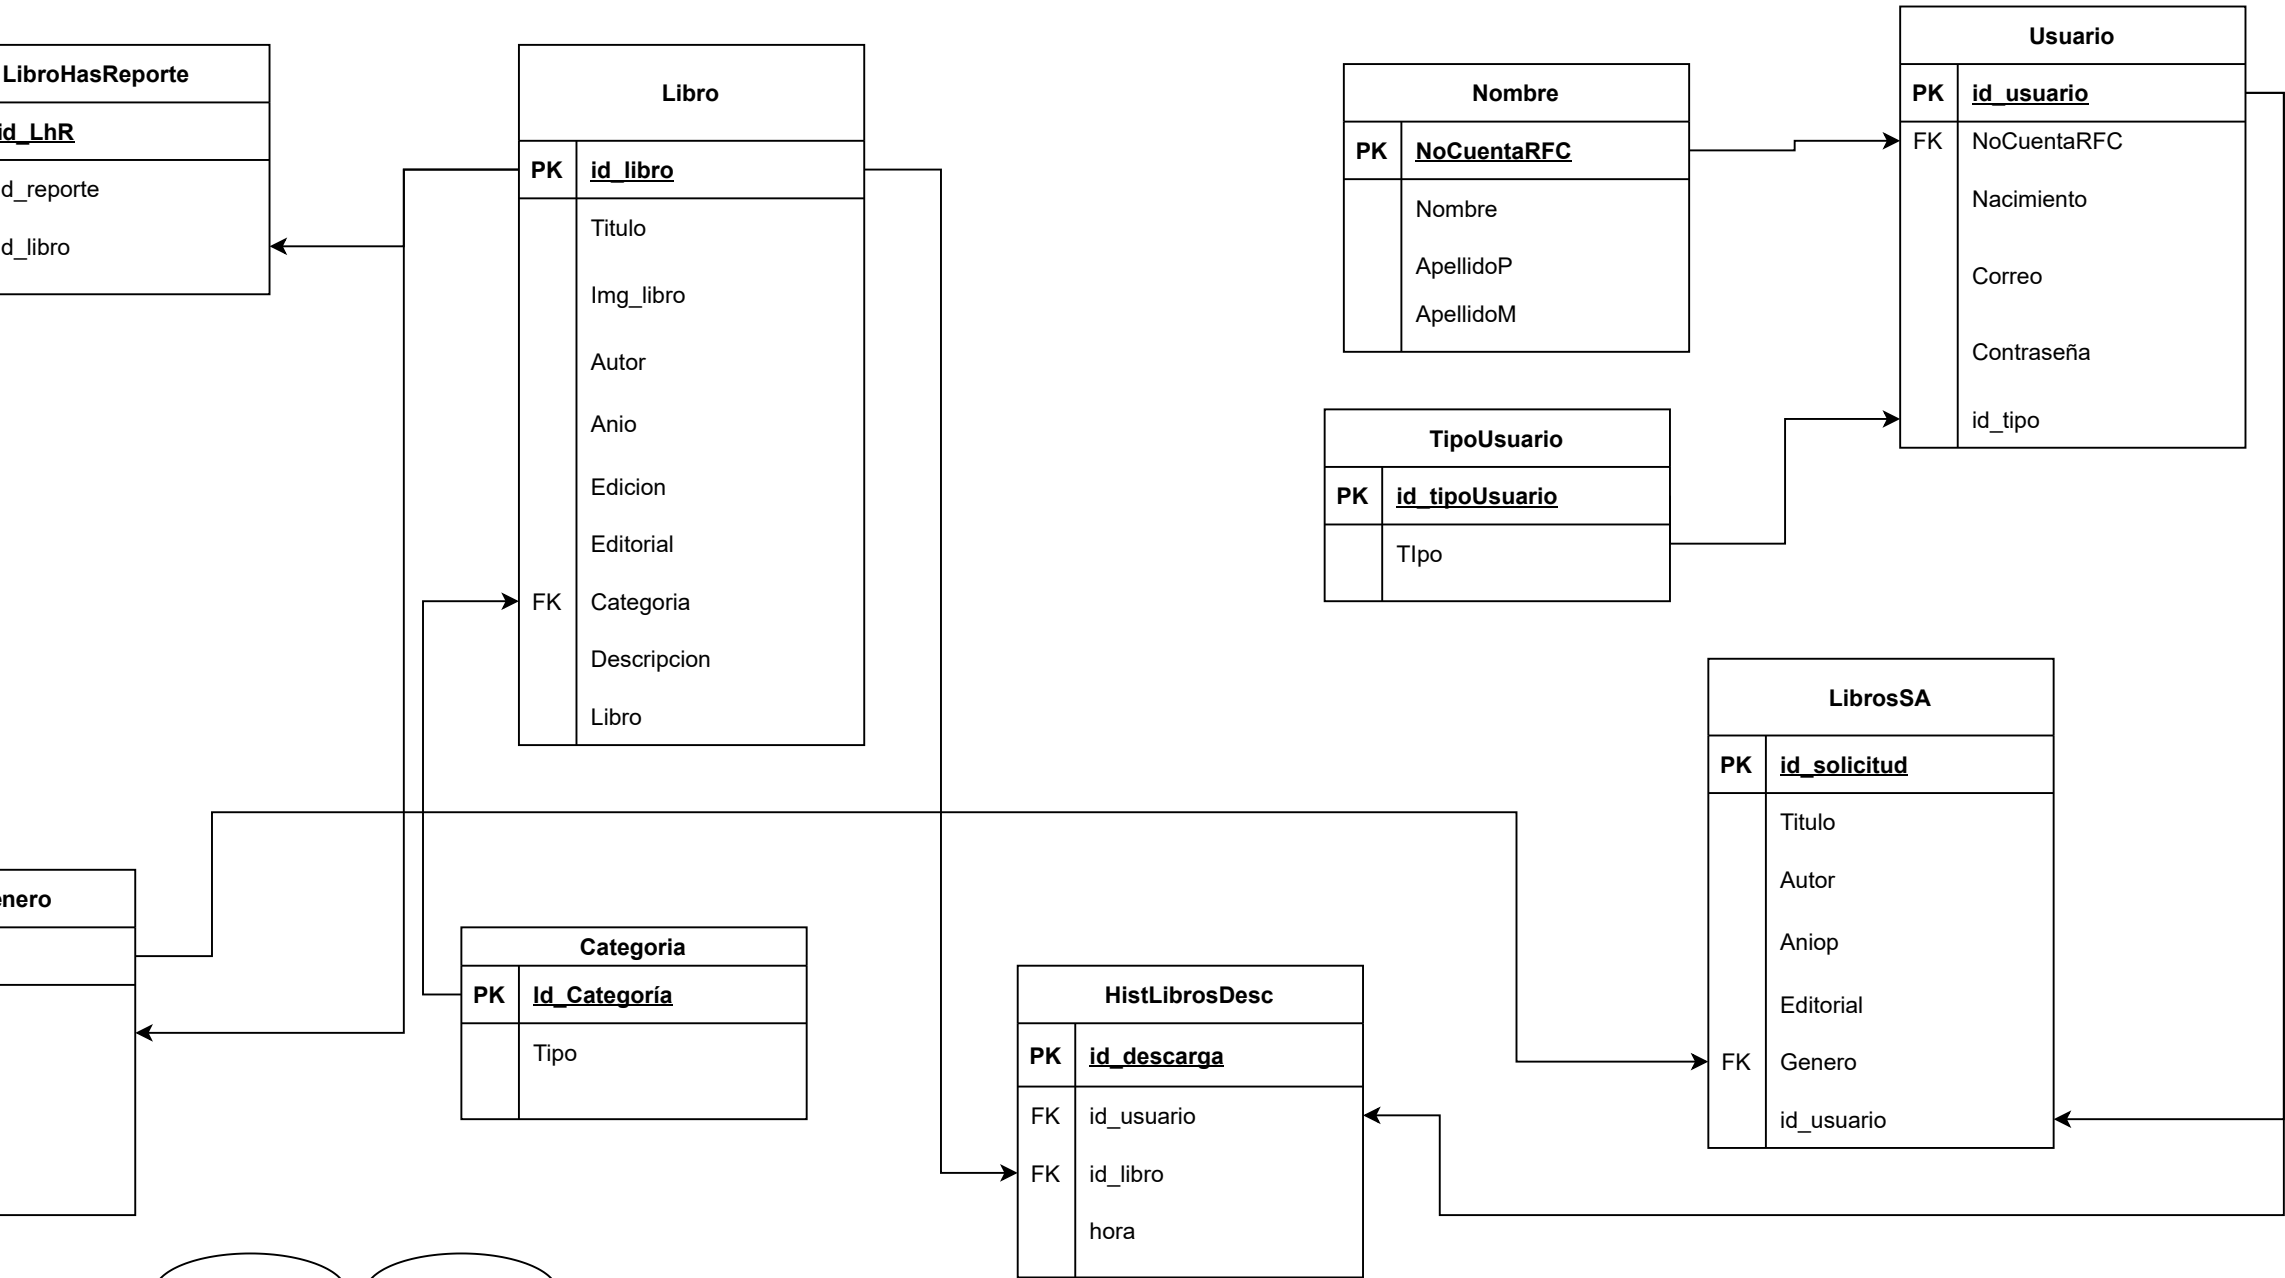 LibroHasReporte
id_LhR
d_reporte
d_libro
Libro
PK id_libro
Titulo
Img_libro
Autor
Anio
Edicion
Editorial
FK Categoria
Descripcion
Libro
Nombre
PK NoCuentaRFC
Nombre
ApellidoP
ApellidoM
Usuario
PK id_usuario
FK NoCuentaRFC
Nacimiento
Correo
Contraseña
id_tipo
TipoUsuario
PK id_tipoUsuario
TIpo
LibrosSA
PK id_solicitud
Titulo
Autor
Aniop
Editorial
FK Genero
id_usuario
enero
Categoria
PK Id_Categoría
Tipo
HistLibrosDesc
PK id_descarga
FK id_usuario
FK id_libro
hora